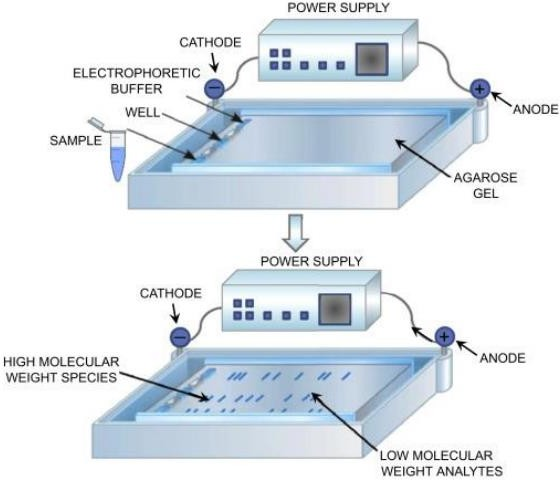 POWER SUPPLY
CATHODE
ELECTROPHORETIC
BUFFER
WELL
SAMPLE
−
+
ANODE
AGAROSE
GEL
POWER SUPPLY
CATHODE
−
+
ANODE
HIGH MOLECULAR
WEIGHT SPECIES
LOW MOLECULAR
WEIGHT ANALYTES